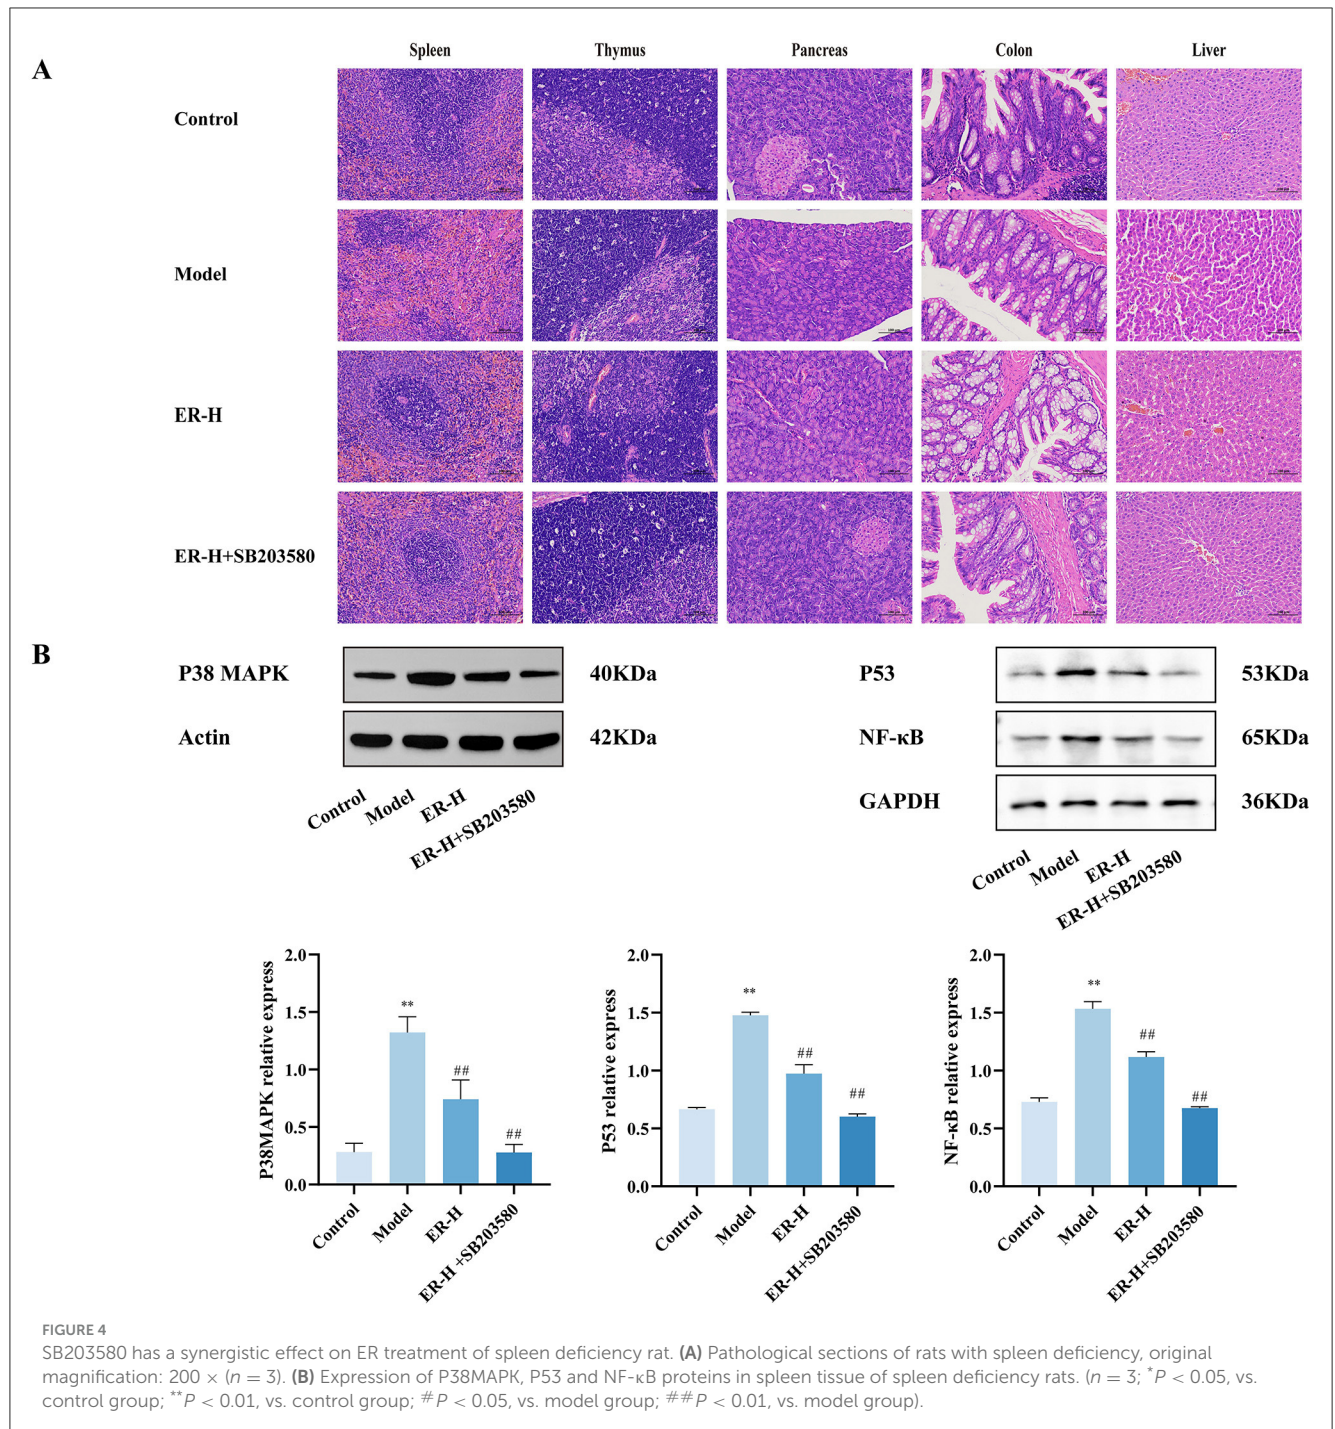 Spleen Thymus Pancreas Colon Liver
A
Control
Model
ER-H
ER-H+SB203580
B
P38 MAPK 40KDa
Actin 42KDa
Control Model ER-H ER-H+SB203580
P53 53KDa
NF-κB 65KDa
GAPDH 36KDa
Control Model ER-H ER-H+SB203580
P38MAPK relative express
2.0
1.5
1.0
0.5
0.0
**
##
##
Control Model ER-H ER-H +SB203580
P53 relative express
2.0
1.5
1.0
0.5
0.0
**
##
##
Control Model ER-H ER-H+SB203580
NF-κB relative express
2.0
1.5
1.0
0.5
0.0
**
##
##
Control Model ER-H ER-H+SB203580
FIGURE 4
SB203580 has a synergistic effect on ER treatment of spleen deficiency rat. (A) Pathological sections of rats with spleen deficiency, original
magnification: 200 × (n = 3). (B) Expression of P38MAPK, P53 and NF-κB proteins in spleen tissue of spleen deficiency rats. (n = 3; *P < 0.05, vs.
control group; **P < 0.01, vs. control group; #P < 0.05, vs. model group; ##P < 0.01, vs. model group).